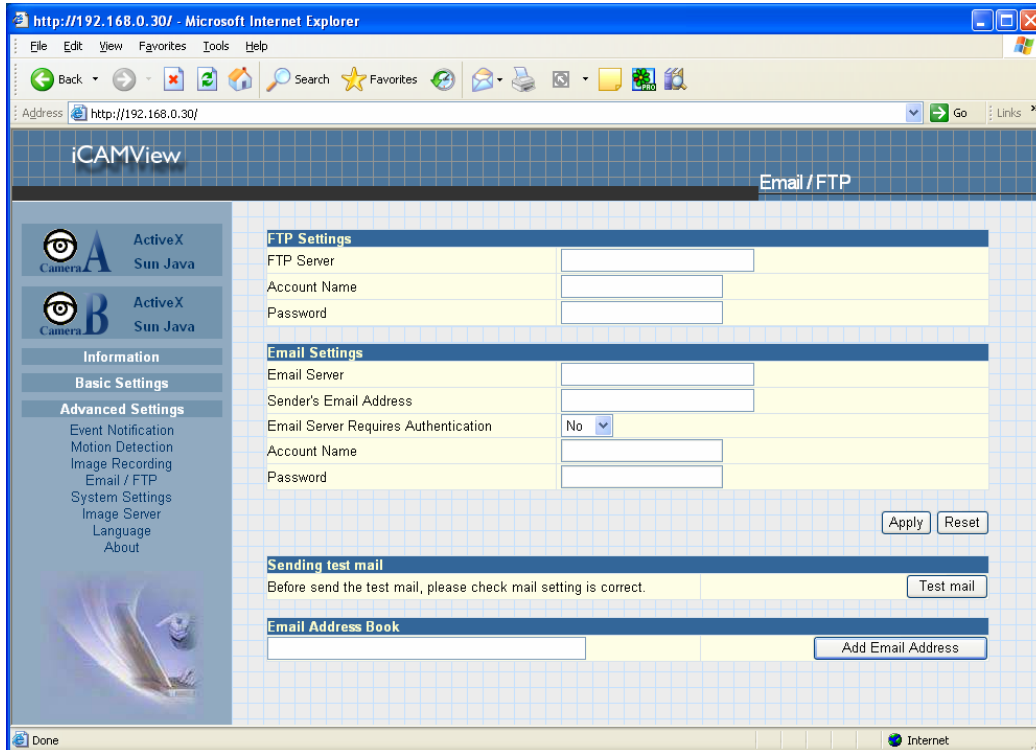 http://192.168.0.30/ - Microsoft Internet Explorer
File Edit View Favorites Tools Help
Back Search Favorites PRO
Address http://192.168.0.30/ Go Links »
iCAMView
Email / FTP
Camera A ActiveX
Sun Java
Camera B ActiveX
Sun Java
Information
Basic Settings
Advanced Settings
Event Notification
Motion Detection
Image Recording
Email / FTP
System Settings
Image Server
Language
About
FTP Settings
FTP Server
Account Name
Password
Email Settings
Email Server
Sender's Email Address
Email Server Requires Authentication No
Account Name
Password
Apply Reset
Sending test mail
Before send the test mail, please check mail setting is correct. Test mail
Email Address Book
Add Email Address
Done Internet